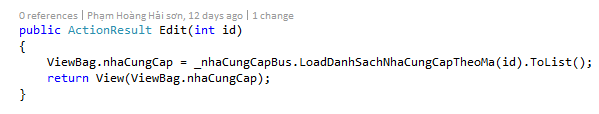 0 references | Phạm Hoàng Hải sơn, 12 days ago | 1 change
public ActionResult Edit(int id)
{
    ViewBag.nhaCungCap = _nhaCungCapBus.LoadDanhSachNhaCungCapTheoMa(id).ToList();
    return View(ViewBag.nhaCungCap);
}